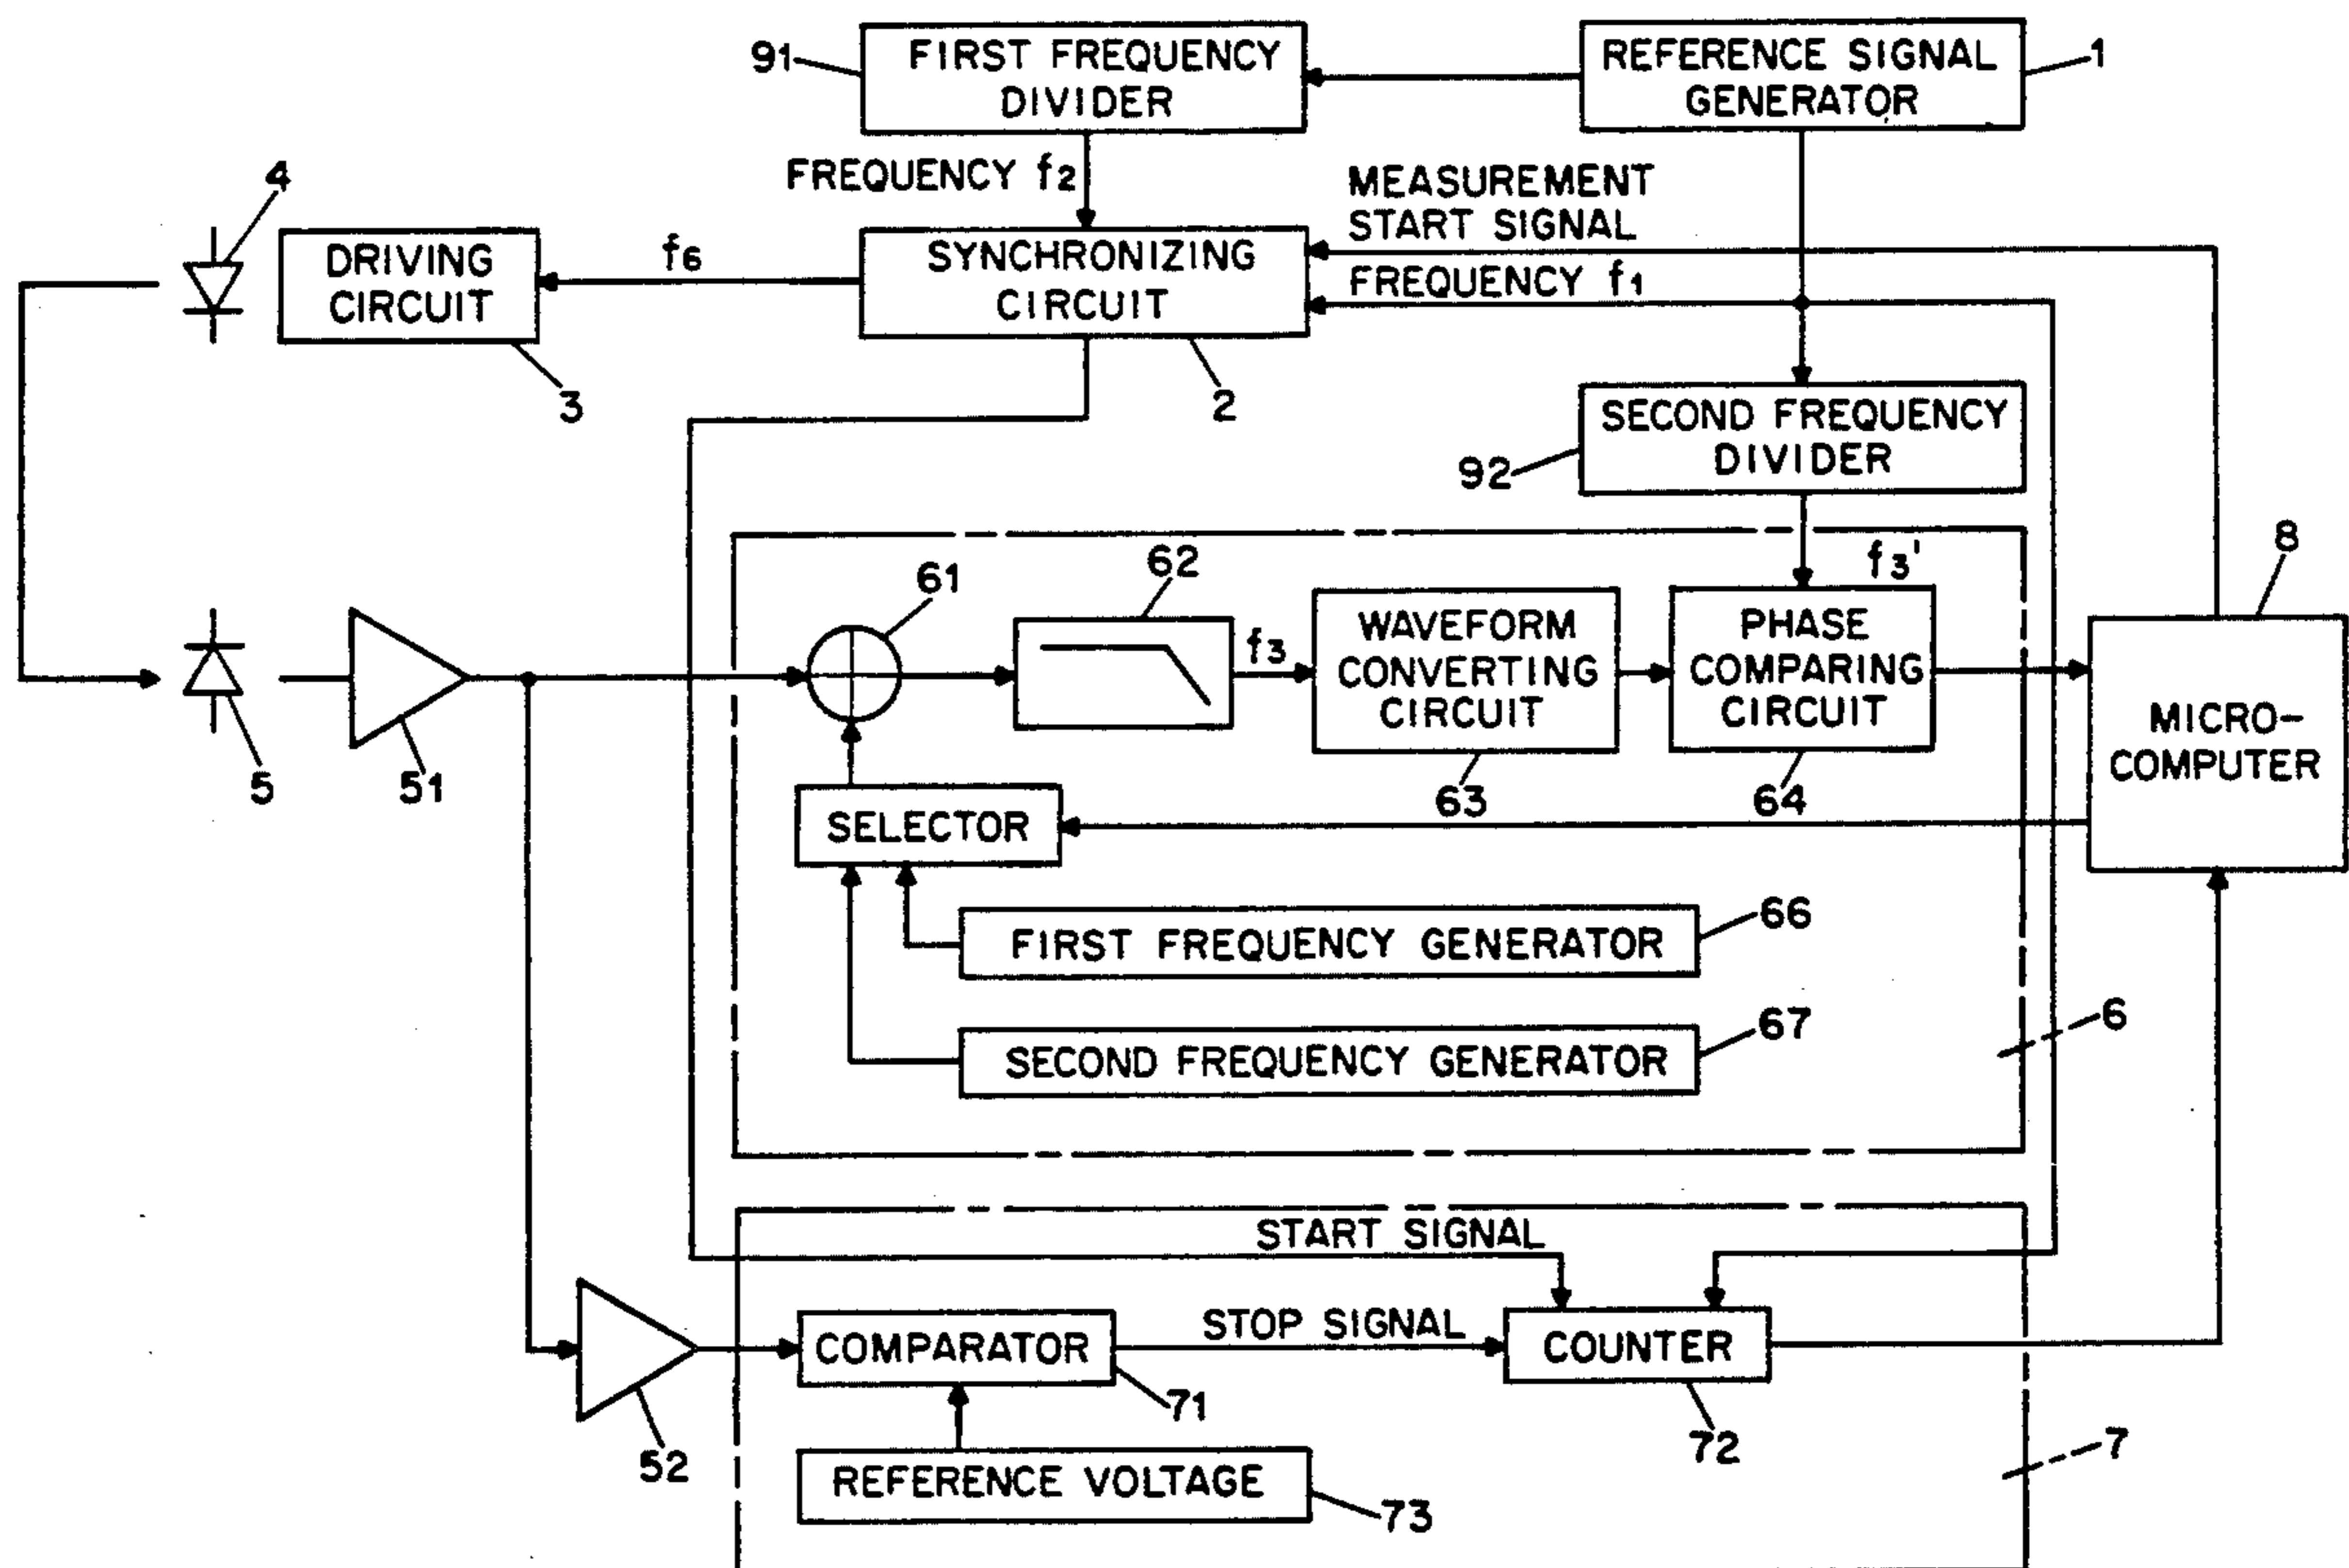 91
FIRST FREQUENCY
DIVIDER
REFERENCE SIGNAL
GENERATOR
1
FREQUENCY f2
MEASUREMENT
START SIGNAL
4
DRIVING
CIRCUIT
f6
SYNCHRONIZING
CIRCUIT
FREQUENCY f1
3
2
SECOND FREQUENCY
DIVIDER
92
f3'
8
61
62
f3
WAVEFORM
CONVERTING
CIRCUIT
PHASE
COMPARING
CIRCUIT
MICRO-
COMPUTER
5
51
63
64
SELECTOR
FIRST FREQUENCY GENERATOR
66
SECOND FREQUENCY GENERATOR
67
6
START SIGNAL
COMPARATOR
STOP SIGNAL
COUNTER
71
72
52
REFERENCE VOLTAGE
73
7